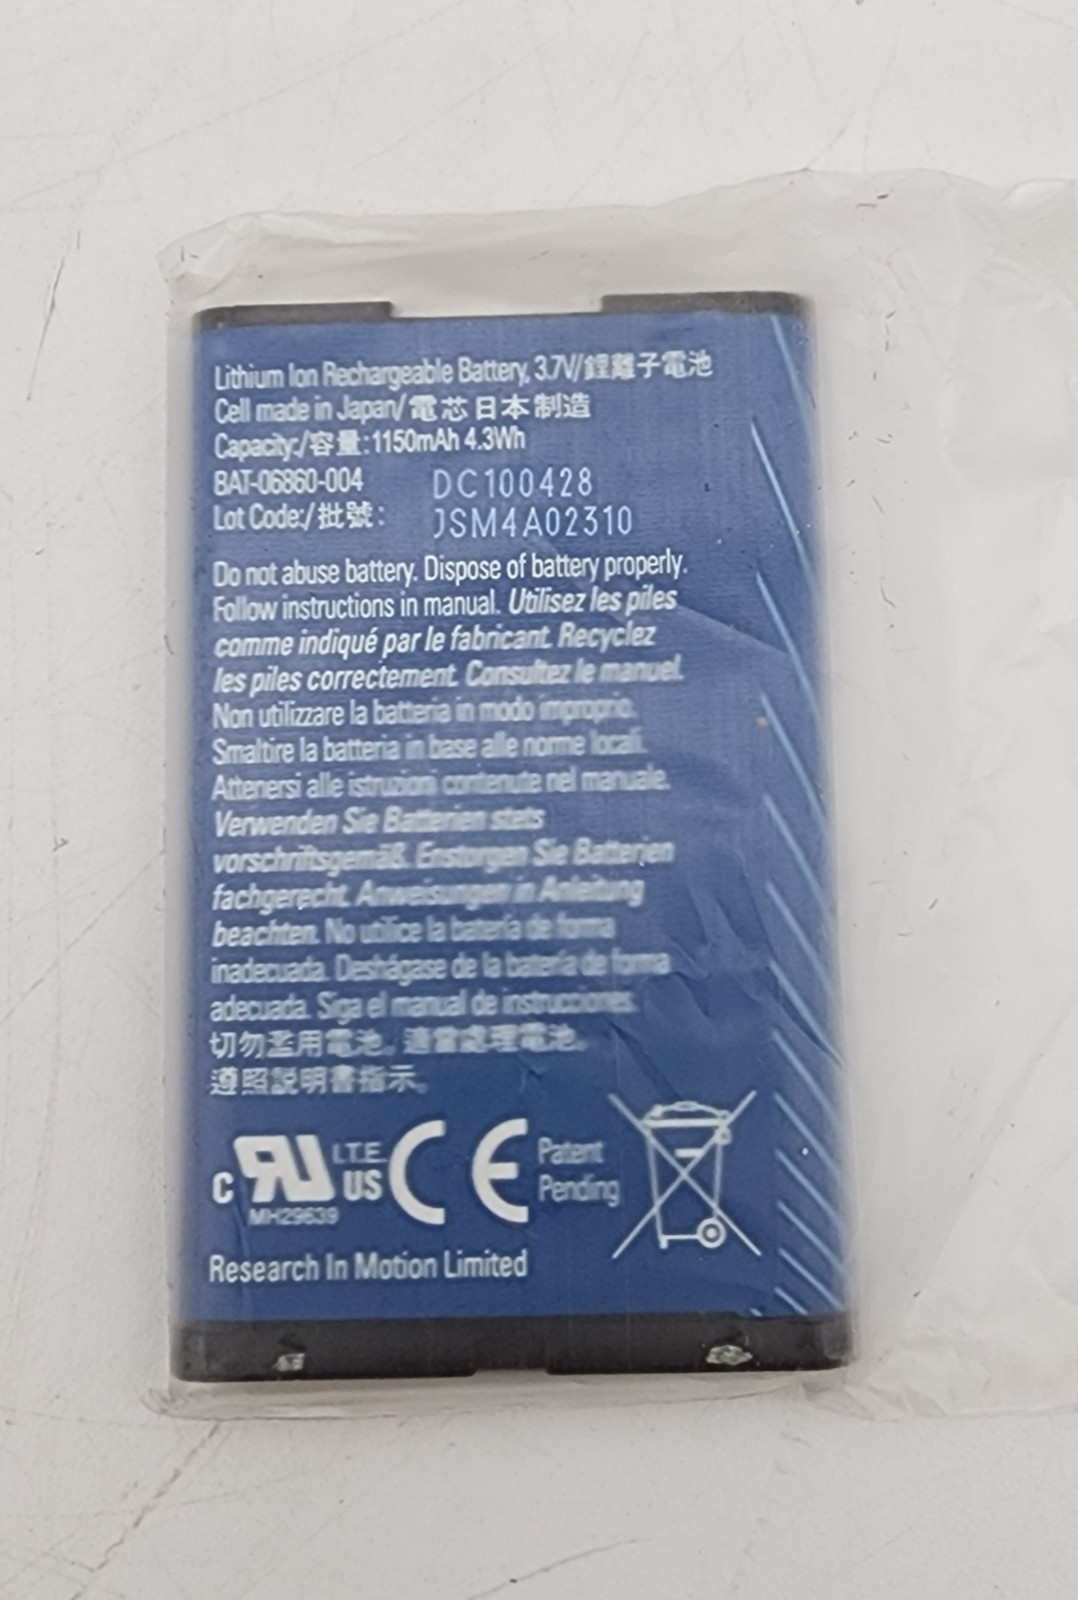 Lithium Ion Rechargeable Battery, 3.7V/鋰離子電池
Cell made in Japan/電芯日本制造
Capacity:/容量:1150mAh 4.3Wh
BAT-06860-004 DC100428
Lot Code:/批號: JSM4A02310
Do not abuse battery. Dispose of battery properly.
Follow instructions in manual. Utilisez les piles
comme indiqué par le fabricant. Recyclez
les piles correctement. Consultez le manuel.
Non utilizzare la batteria in modo improprio.
Smaltire la batteria in base alle norme locali.
Attenersi alle istruzioni contenute nel manuale.
Verwenden Sie Batterien stets
vorschriftsgemäß. Enstorgen Sie Batterien
fachgerecht. Anweisungen in Anleitung
beachten. No utilice la batería de forma
inadecuada. Deshágase de la batería de forma
adecuada. Siga el manual de instrucciones.
切勿濫用電池. 適當處理電池.
遵照説明書指示.
C RU I.T.E. US CE Patent
MH29639 Pending
Research In Motion Limited